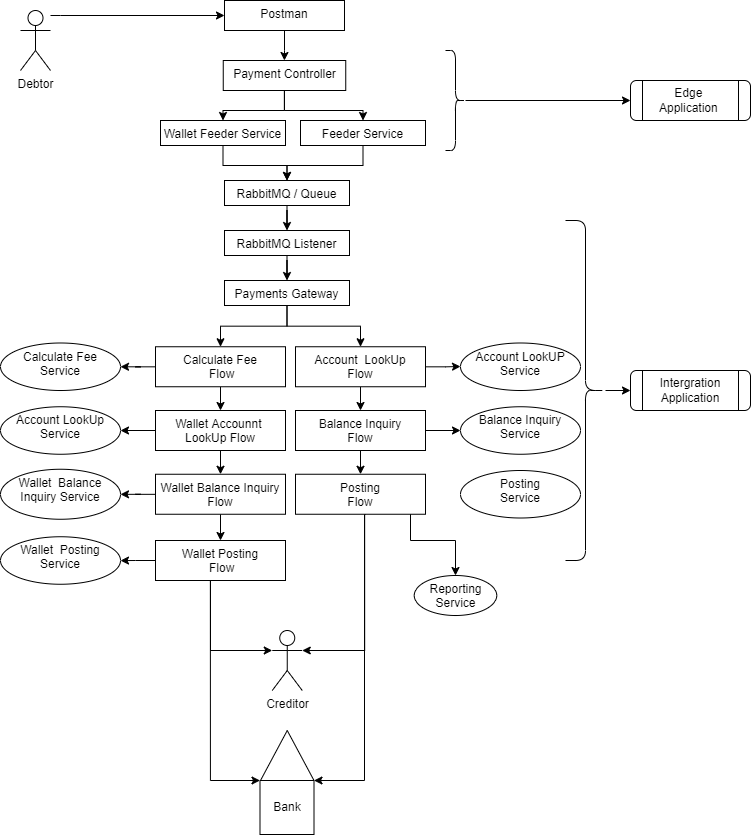 Postman
Debtor
Payment Controller
Edge
Application
Wallet Feeder Service
Feeder Service
RabbitMQ / Queue
RabbitMQ Listener
Payments Gateway
Calculate Fee
Service
Calculate Fee
Flow
Account  LookUp
Flow
Account LookUP
Service
Intergration
Application
Account LookUp
Service
Wallet Accounnt
LookUp Flow
Balance Inquiry
Flow
Balance Inquiry
Service
Wallet  Balance
Inquiry Service
Wallet Balance Inquiry
Flow
Posting
Flow
Posting
Service
Wallet  Posting
Service
Wallet Posting
Flow
Reporting
Service
Creditor
Bank